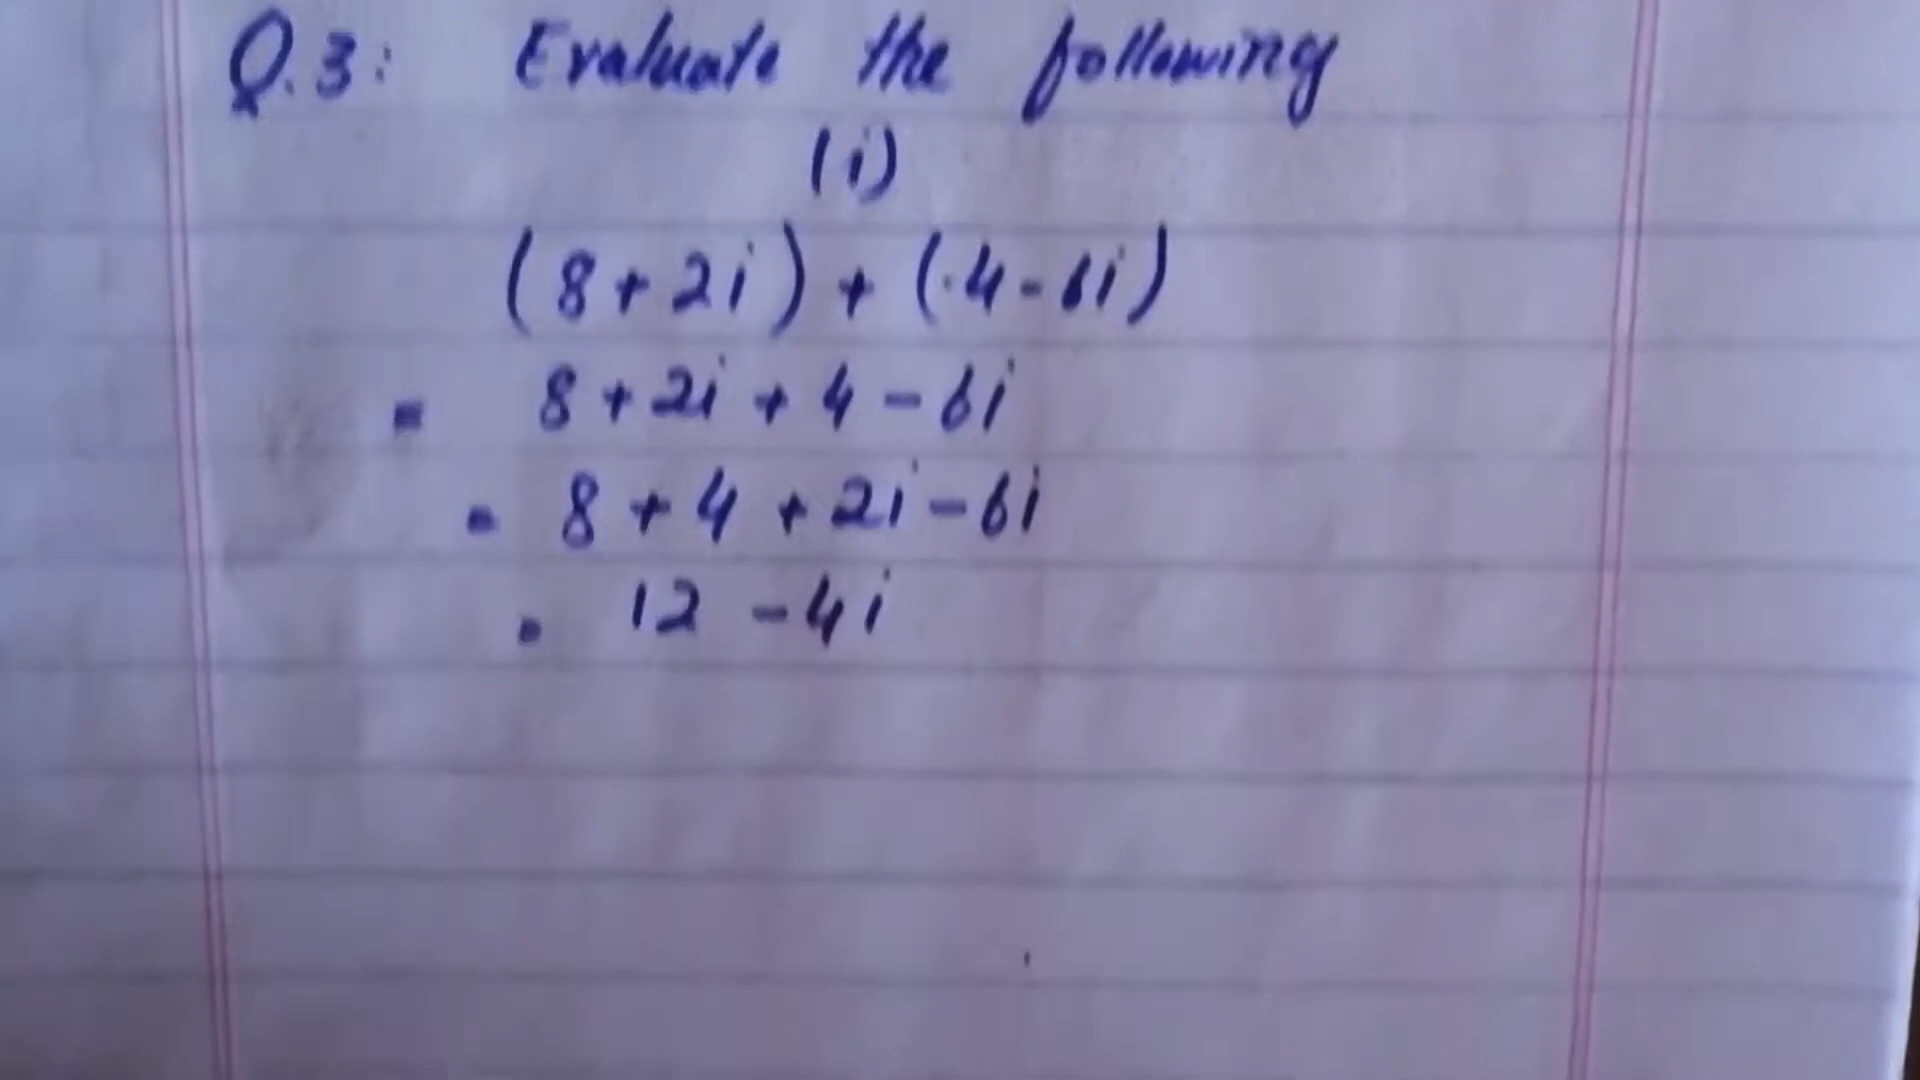 Q.3: Evaluate the following
(i)
(8+2i) + (4-6i)
= 8+2i+4-6i
= 8+4+2i-6i
= 12-4i